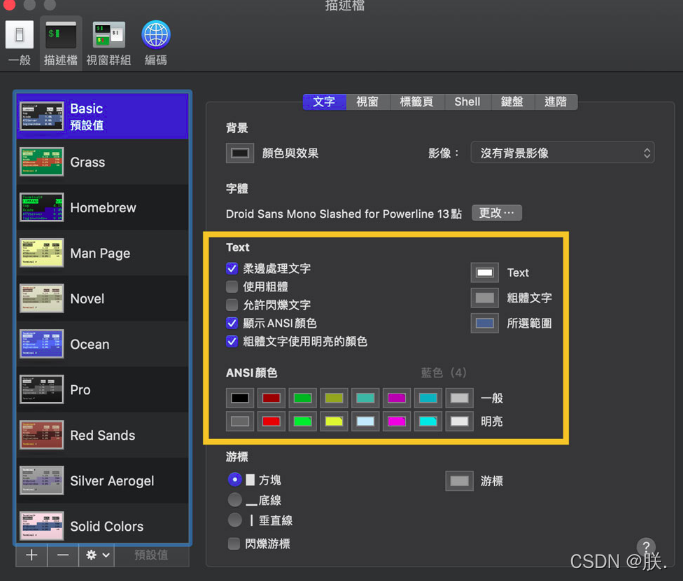 描述檔
一般 描述檔 視窗群組 編碼
Basic
預設值
Grass
Homebrew
Man Page
Novel
Ocean
Pro
Red Sands
Silver Aerogel
Solid Colors
預設值
文字 視窗 標籤頁 Shell 鍵盤 進階
背景
顏色與效果 影像： 沒有背景影像
字體
Droid Sans Mono Slashed for Powerline 13 點 更改⋯
Text
柔邊處理文字
使用粗體
允許閃爍文字
顯示 ANSI 顏色
粗體文字使用明亮的顏色
Text
粗體文字
所選範圍
ANSI 顏色 藍色（4）
一般
明亮
游標
方塊
底線
垂直線
閃爍游標
游標
?
CSDN @朕.